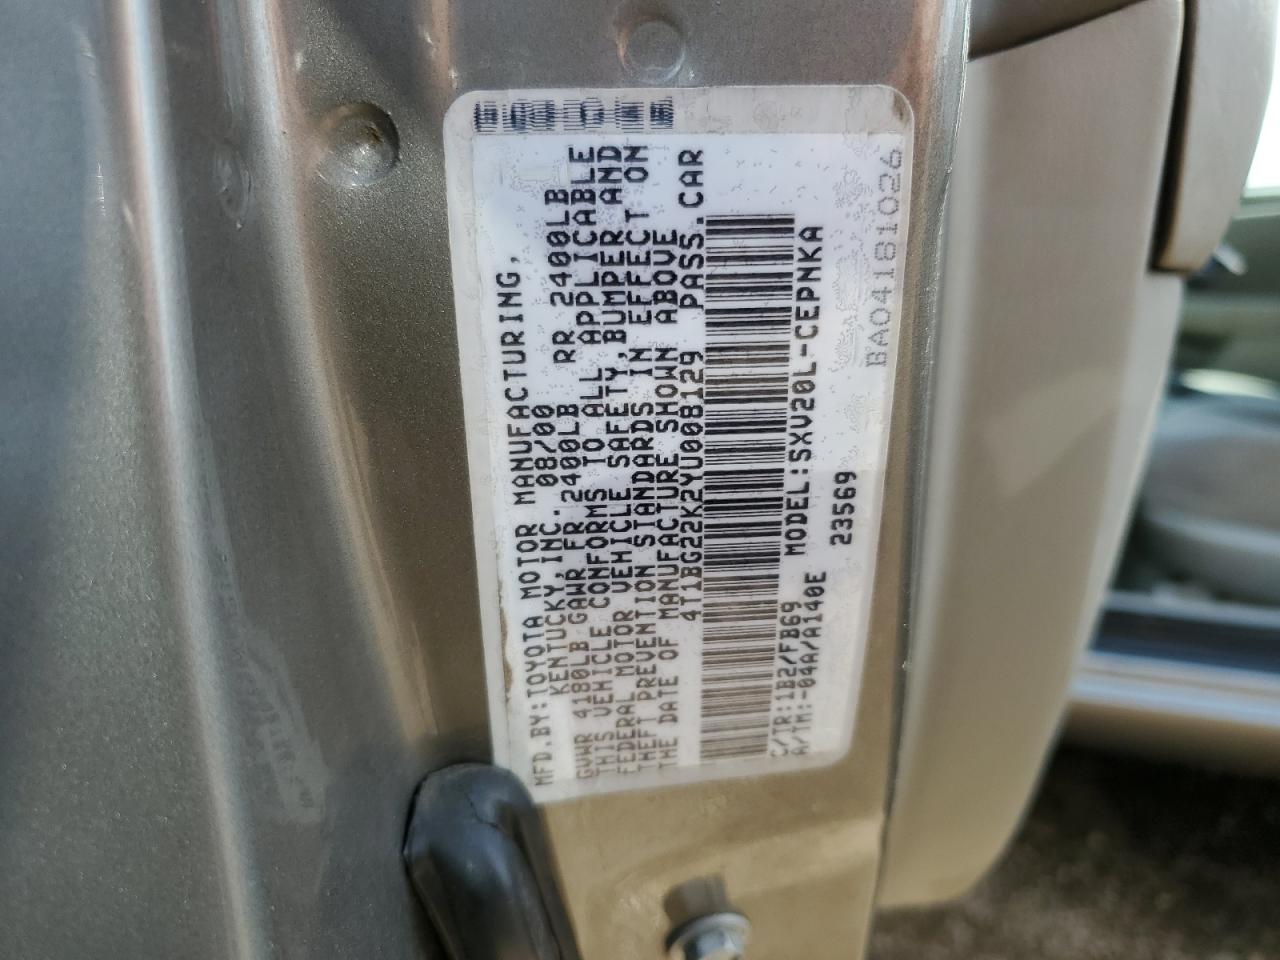 MFD.BY:TOYOTA MOTOR MANUFACTURING,
KENTUCKY,INC. 08/00
GVWR 4180LB GAWR FR 2400LB RR 2400LB
THIS VEHICLE CONFORMS TO ALL APPLICABLE
FEDERAL MOTOR VEHICLE SAFETY,BUMPER AND
THEFT PREVENTION STANDARDS IN EFFECT ON
THE DATE OF MANUFACTURE SHOWN ABOVE
4T1BG22K2YU008129 PASS.CAR
C/TR:1B2/FB69 MODEL:SXV20L-CEPNKA
A/TM:-04A/A140E 23569
BA04181026